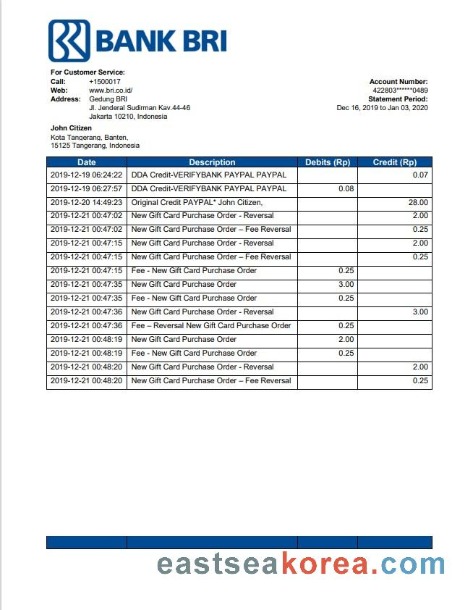 BANK BRI
For Customer Service:
Call: +1500017
Web: www.bri.co.id/
Address: Gedung BRI
Jl. Jenderal Sudirman Kav.44-46
Jakarta 10210, Indonesia
Account Number:
422803******0489
Statement Period:
Dec 16, 2019 to Jan 03, 2020
John Citizen
Kota Tangerang, Banten,
15125 Tangerang, Indonesia
Date Description Debits (Rp) Credit (Rp)
2019-12-19 06:24:22 DDA Credit-VERIFYBANK PAYPAL PAYPAL 0.07
2019-12-19 06:27:57 DDA Credit-VERIFYBANK PAYPAL PAYPAL 0.08
2019-12-20 14:49:23 Original Credit PAYPAL* John Citizen, 28.00
2019-12-21 00:47:02 New Gift Card Purchase Order - Reversal 2.00
2019-12-21 00:47:02 New Gift Card Purchase Order – Fee Reversal 0.25
2019-12-21 00:47:15 New Gift Card Purchase Order - Reversal 2.00
2019-12-21 00:47:15 New Gift Card Purchase Order – Fee Reversal 0.25
2019-12-21 00:47:15 Fee - New Gift Card Purchase Order 0.25
2019-12-21 00:47:35 New Gift Card Purchase Order 3.00
2019-12-21 00:47:35 Fee - New Gift Card Purchase Order 0.25
2019-12-21 00:47:36 New Gift Card Purchase Order - Reversal 3.00
2019-12-21 00:47:36 Fee – Reversal New Gift Card Purchase Order 0.25
2019-12-21 00:48:19 New Gift Card Purchase Order 2.00
2019-12-21 00:48:19 Fee - New Gift Card Purchase Order 0.25
2019-12-21 00:48:20 New Gift Card Purchase Order - Reversal 2.00
2019-12-21 00:48:20 New Gift Card Purchase Order – Fee Reversal 0.25
eastseakorea.com